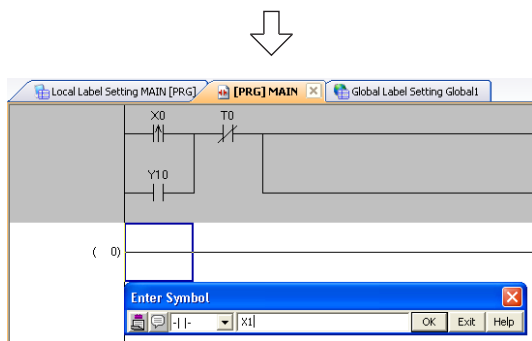 Local Label Setting MAIN [PRG] [PRG] MAIN Global Label Setting Global1
X0 T0
Y10
( 0)
Enter Symbol
-| |- X1 OK Exit Help